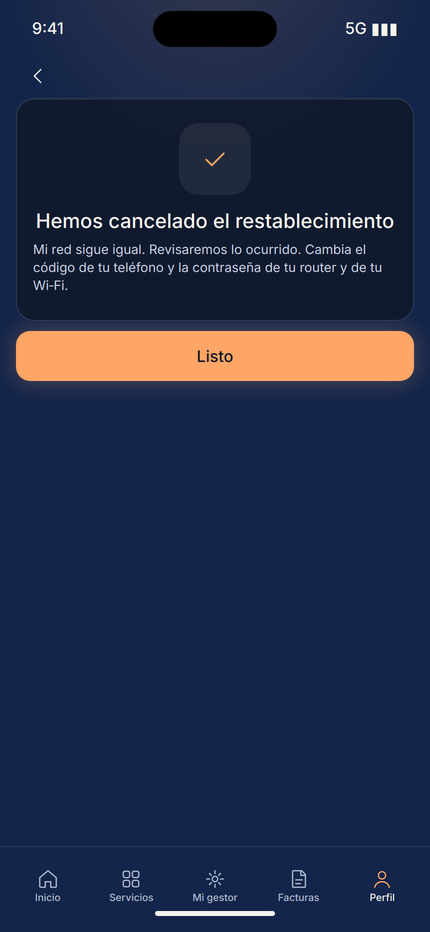 9:41
5G
Hemos cancelado el restablecimiento
Mi red sigue igual. Revisaremos lo ocurrido. Cambia el
código de tu teléfono y la contraseña de tu router y de tu
Wi-Fi.
Listo
Inicio
Servicios
Mi gestor
Facturas
Perfil